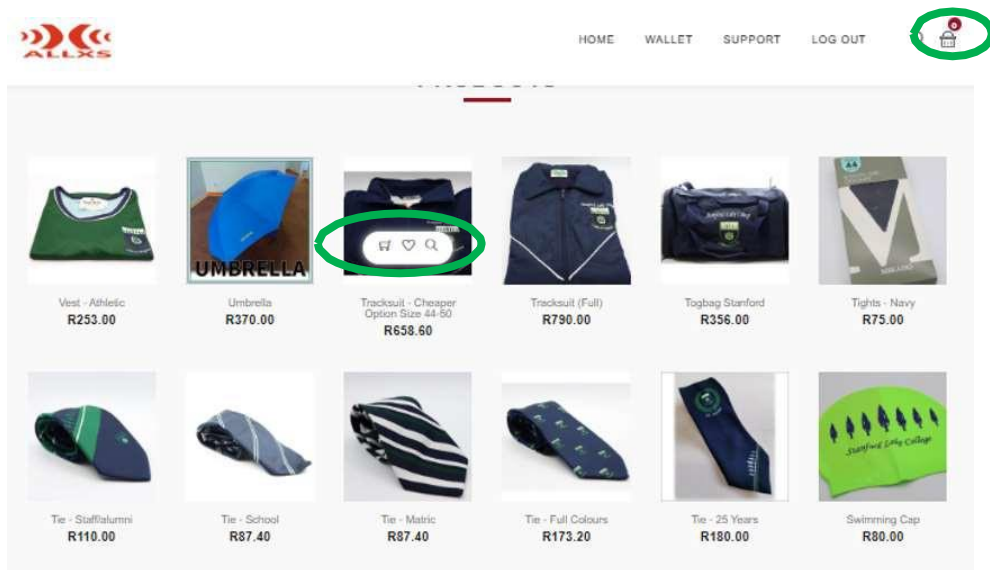 ALLXS
HOME WALLET SUPPORT LOG OUT
0
UMBRELLA
Stanford Lake College
Vest - Athletic
R253.00
Umbrella
R370.00
Tracksuit - Cheaper
Option Size 44-50
R658.60
Tracksuit (Full)
R790.00
Togbag Stanford
R356.00
Tights - Navy
R75.00
Stanford Lake College
Tie - Staff/alumni
R110.00
Tie - School
R87.40
Tie - Matric
R87.40
Tie - Full Colours
R173.20
Tie - 25 Years
R180.00
Swimming Cap
R80.00